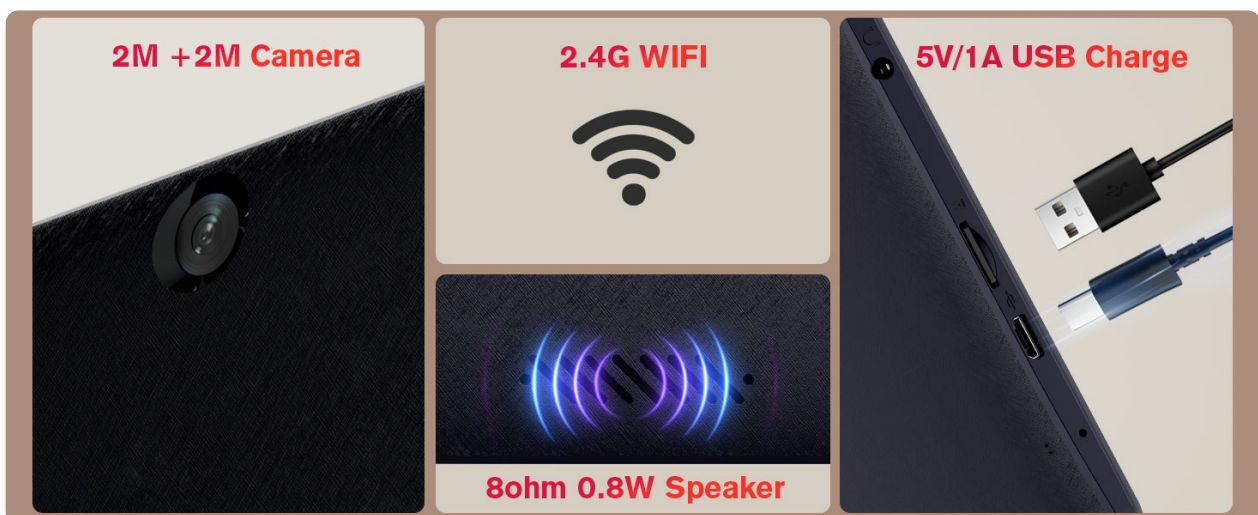 2M +2M Camera
2.4G WIFI
8ohm 0.8W Speaker
5V/1A USB Charge